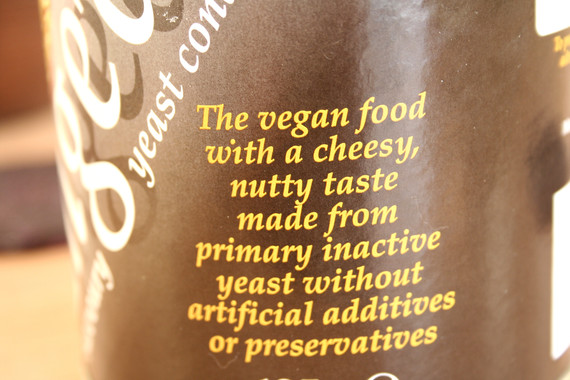 yeast
The vegan food
with a cheesy,
nutty taste
made from
primary inactive
yeast without
artificial additives
or preservatives